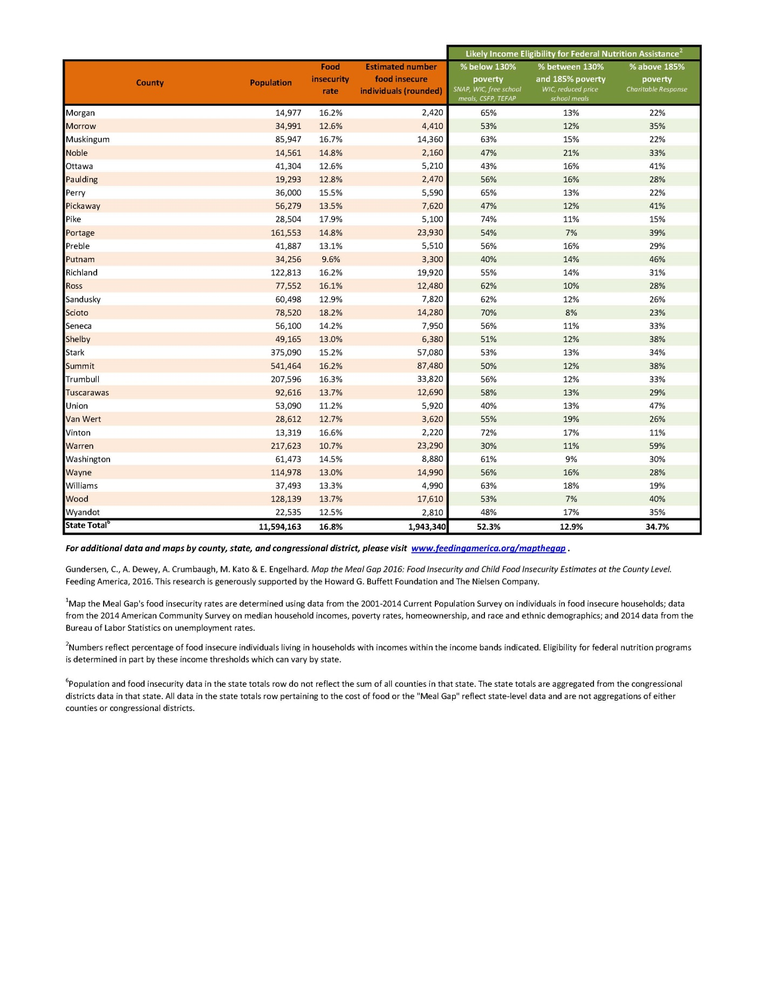 Likely Income Eligibility for Federal Nutrition Assistance2
County Population Food insecurity rate Estimated number food insecure individuals (rounded) % below 130% poverty SNAP, WIC, free school meals, CSFP, TEFAP % between 130% and 185% poverty WIC, reduced price school meals % above 185% poverty Charitable Response
Morgan 14,977 16.2% 2,420 65% 13% 22%
Morrow 34,991 12.6% 4,410 53% 12% 35%
Muskingum 85,947 16.7% 14,360 63% 15% 22%
Noble 14,561 14.8% 2,160 47% 21% 33%
Ottawa 41,304 12.6% 5,210 43% 16% 41%
Paulding 19,293 12.8% 2,470 56% 16% 28%
Perry 36,000 15.5% 5,590 65% 13% 22%
Pickaway 56,279 13.5% 7,620 47% 12% 41%
Pike 28,504 17.9% 5,100 74% 11% 15%
Portage 161,553 14.8% 23,930 54% 7% 39%
Preble 41,887 13.1% 5,510 56% 16% 29%
Putnam 34,256 9.6% 3,300 40% 14% 46%
Richland 122,813 16.2% 19,920 55% 14% 31%
Ross 77,552 16.1% 12,480 62% 10% 28%
Sandusky 60,498 12.9% 7,820 62% 12% 26%
Scioto 78,520 18.2% 14,280 70% 8% 23%
Seneca 56,100 14.2% 7,950 56% 11% 33%
Shelby 49,165 13.0% 6,380 51% 12% 38%
Stark 375,090 15.2% 57,080 53% 13% 34%
Summit 541,464 16.2% 87,480 50% 12% 38%
Trumbull 207,596 16.3% 33,820 56% 12% 33%
Tuscarawas 92,616 13.7% 12,690 58% 13% 29%
Union 53,090 11.2% 5,920 40% 13% 47%
Van Wert 28,612 12.7% 3,620 55% 19% 26%
Vinton 13,319 16.6% 2,220 72% 17% 11%
Warren 217,623 10.7% 23,290 30% 11% 59%
Washington 61,473 14.5% 8,880 61% 9% 30%
Wayne 114,978 13.0% 14,990 56% 16% 28%
Williams 37,493 13.3% 4,990 63% 18% 19%
Wood 128,139 13.7% 17,610 53% 7% 40%
Wyandot 22,535 12.5% 2,810 48% 17% 35%
State Total6 11,594,163 16.8% 1,943,340 52.3% 12.9% 34.7%
For additional data and maps by county, state, and congressional district, please visit www.feedingamerica.org/mapthegap .
Gundersen, C., A. Dewey, A. Crumbaugh, M. Kato & E. Engelhard. Map the Meal Gap 2016: Food Insecurity and Child Food Insecurity Estimates at the County Level.
Feeding America, 2016. This research is generously supported by the Howard G. Buffett Foundation and The Nielsen Company.
1Map the Meal Gap's food insecurity rates are determined using data from the 2001-2014 Current Population Survey on individuals in food insecure households; data
from the 2014 American Community Survey on median household incomes, poverty rates, homeownership, and race and ethnic demographics; and 2014 data from the
Bureau of Labor Statistics on unemployment rates.
2Numbers reflect percentage of food insecure individuals living in households with incomes within the income bands indicated. Eligibility for federal nutrition programs
is determined in part by these income thresholds which can vary by state.
6Population and food insecurity data in the state totals row do not reflect the sum of all counties in that state. The state totals are aggregated from the congressional
districts data in that state. All data in the state totals row pertaining to the cost of food or the "Meal Gap" reflect state-level data and are not aggregations of either
counties or congressional districts.